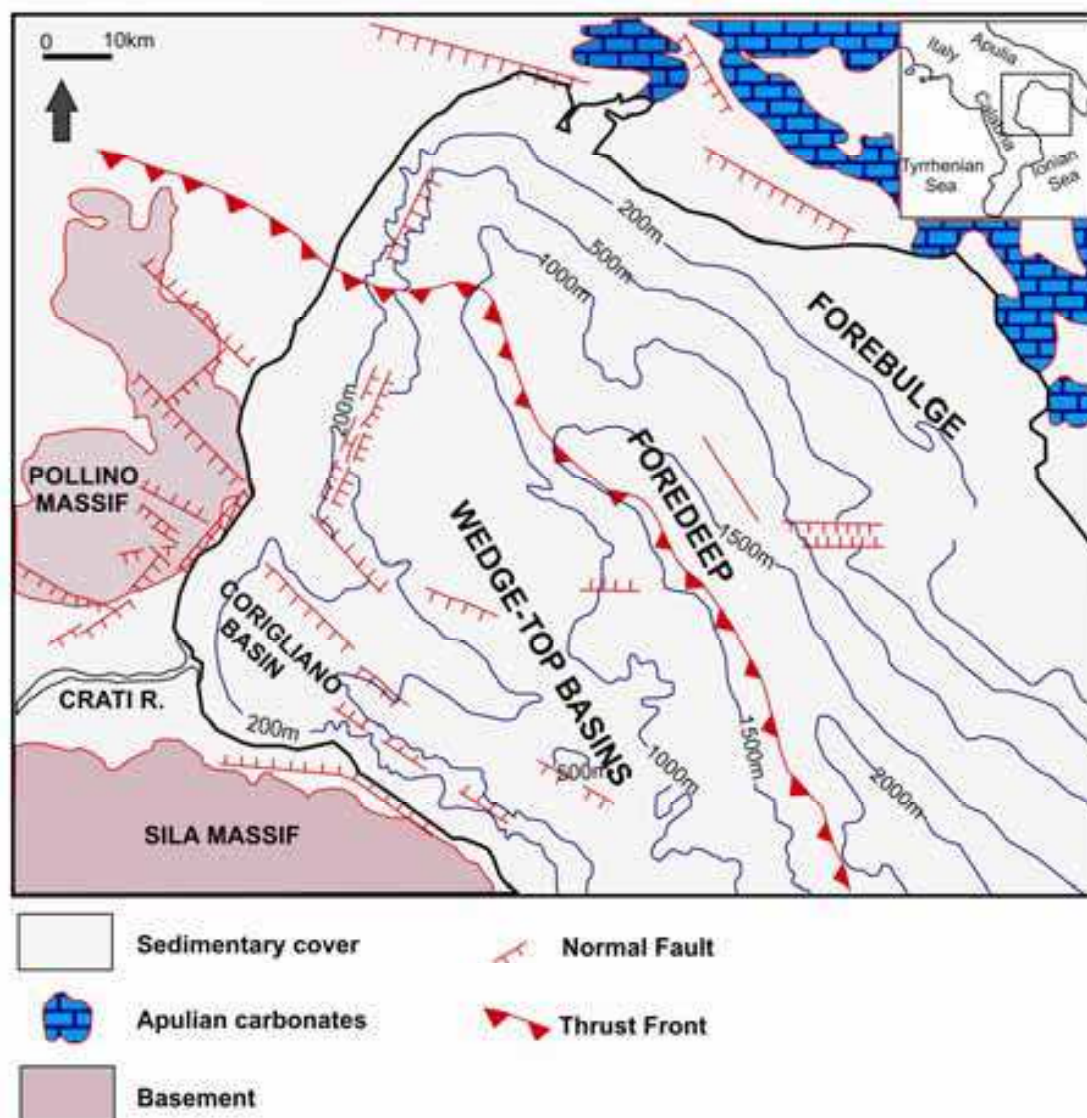 0 10km
Italy
Apulia
Calabria
Tyrrhenian
Sea
Ionian
Sea
200m
500m
1000m
FOREBULGE
200m
POLLINO
MASSIF
FOREDEEP
1500m
WEDGE-TOP BASINS
CORIGLIANO
BASIN
CRATI R.
200m
500m
1000m
1500m
2000m
SILA MASSIF
Sedimentary cover
Normal Fault
Apulian carbonates
Thrust Front
Basement